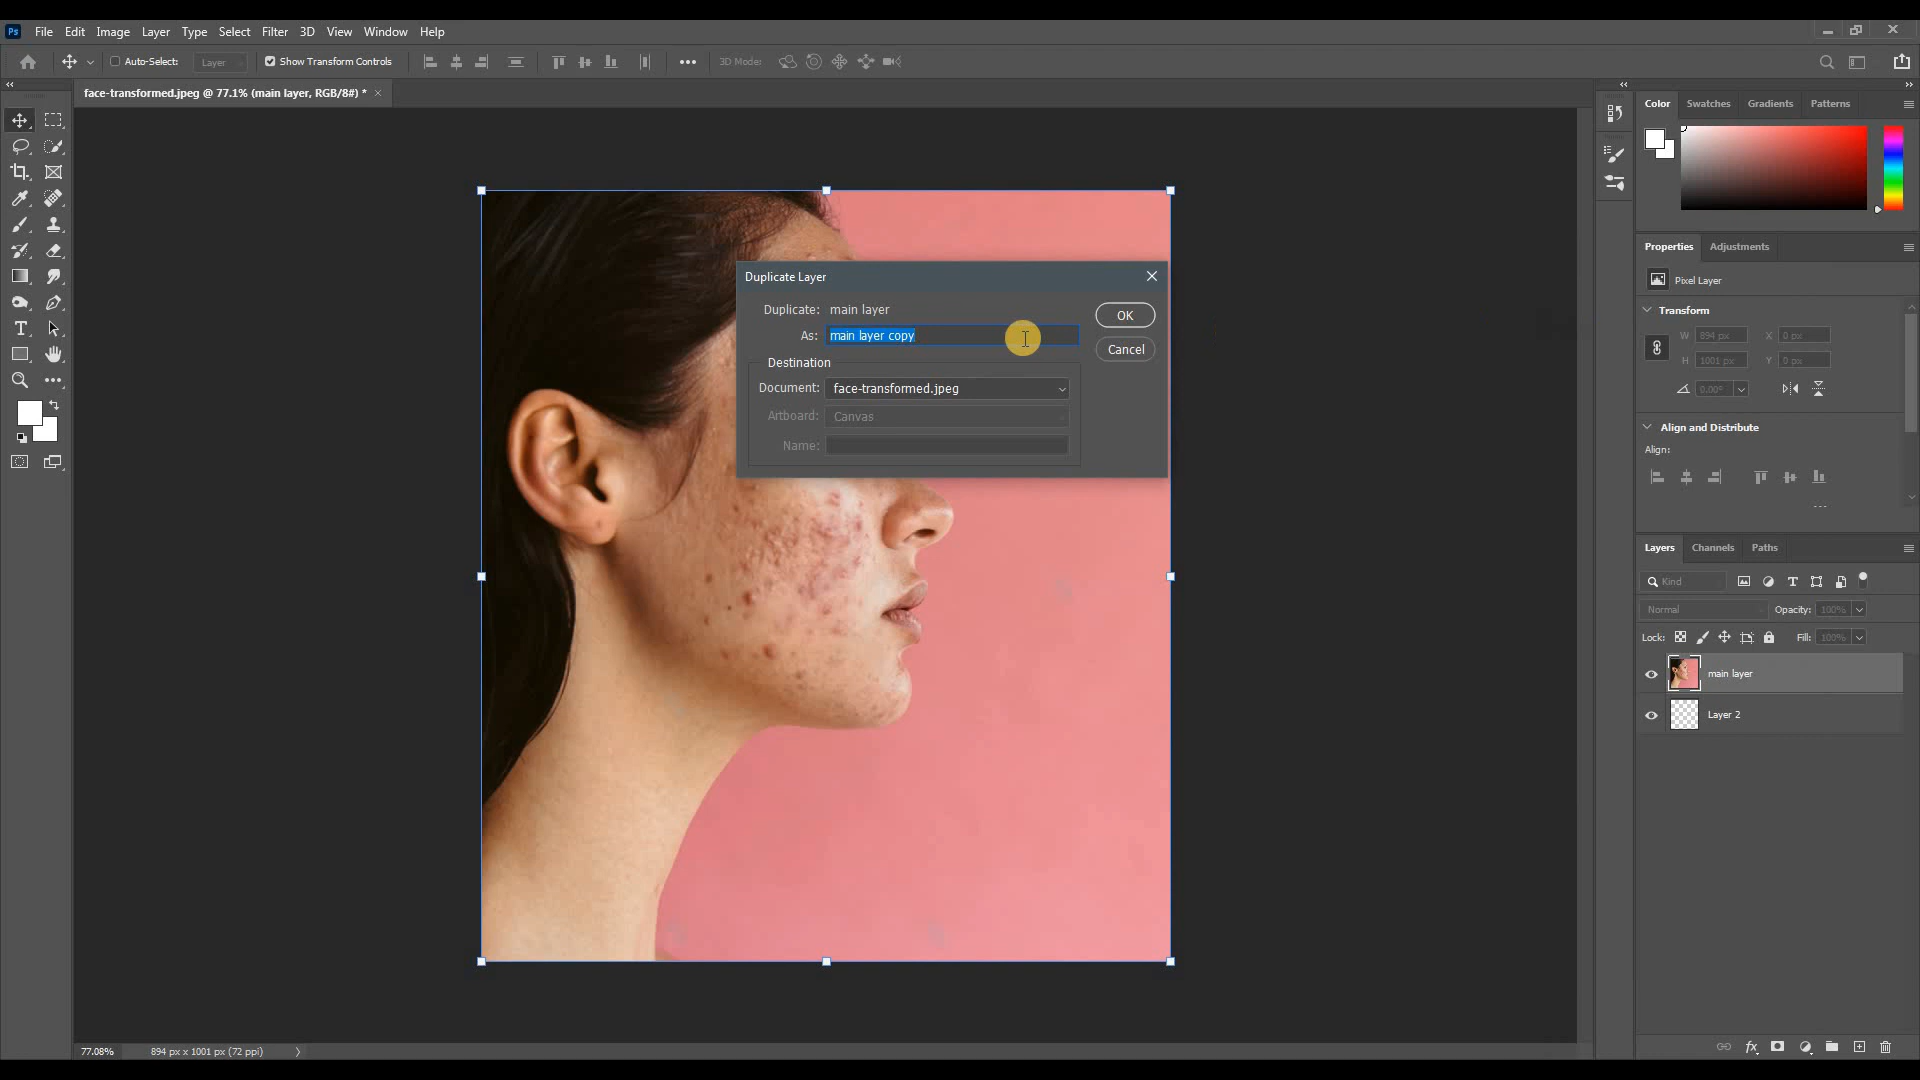 Ps File Edit Image Layer Type Select Filter 3D View Window Help
Auto-Select: Layer Show Transform Controls 3D Mode:
face-transformed.jpeg @ 77.1% (main layer, RGB/8#) * ×
Color Swatches Gradients Patterns
Properties Adjustments
Pixel Layer
Transform
W 894 px X 0 px
H 1001 px Y 0 px
0.00°
Align and Distribute
Align:
Duplicate Layer
Duplicate: main layer
OK
As: main layer copy
Cancel
Destination
Document: face-transformed.jpeg
Artboard: Canvas
Name:
Layers Channels Paths
Kind
Normal Opacity: 100%
Lock: Fill: 100%
main layer
Layer 2
fx
77.08% 894 px x 1001 px (72 ppi)